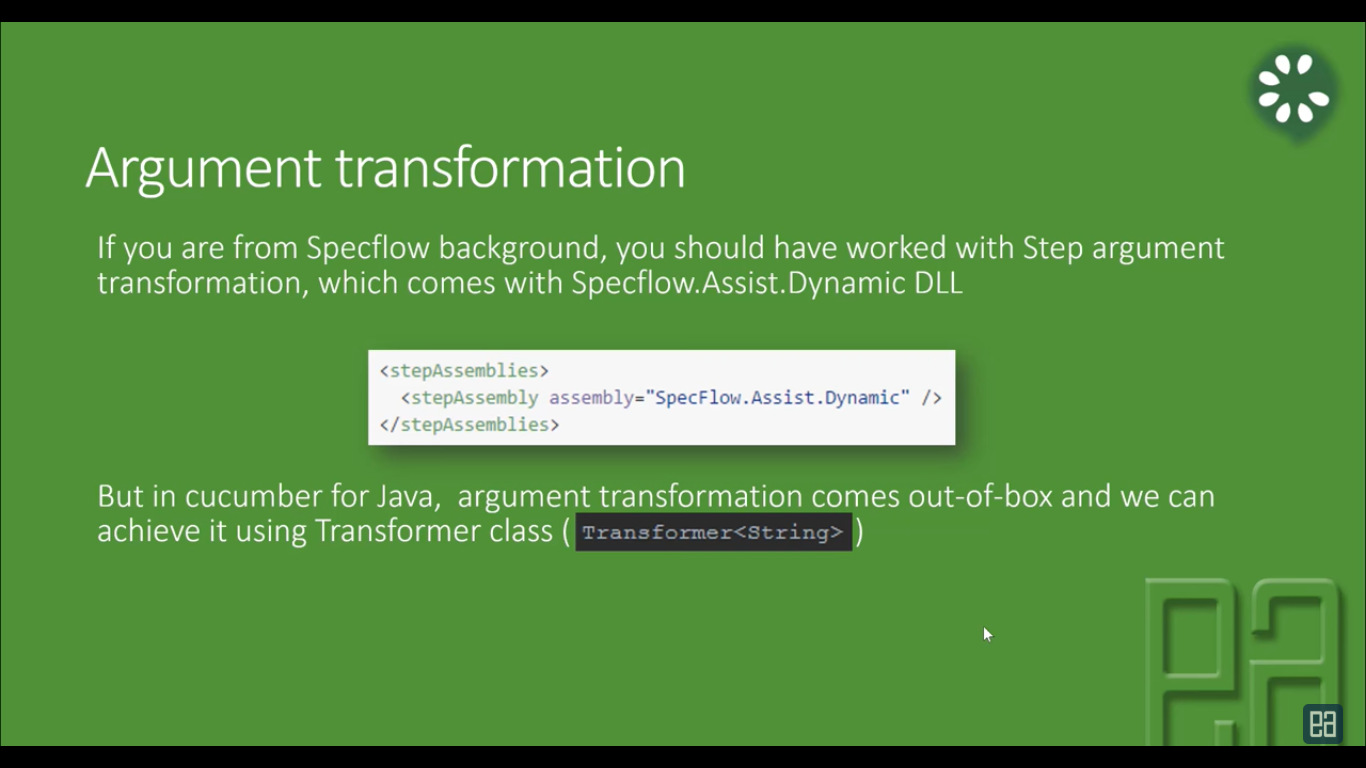 Argument transformation
If you are from Specflow background, you should have worked with Step argument
transformation, which comes with Specflow.Assist.Dynamic DLL
<stepAssemblies>
  <stepAssembly assembly="SpecFlow.Assist.Dynamic" />
</stepAssemblies>
But in cucumber for Java,  argument transformation comes out-of-box and we can
achieve it using Transformer class ( Transformer<String> )
ea
ea